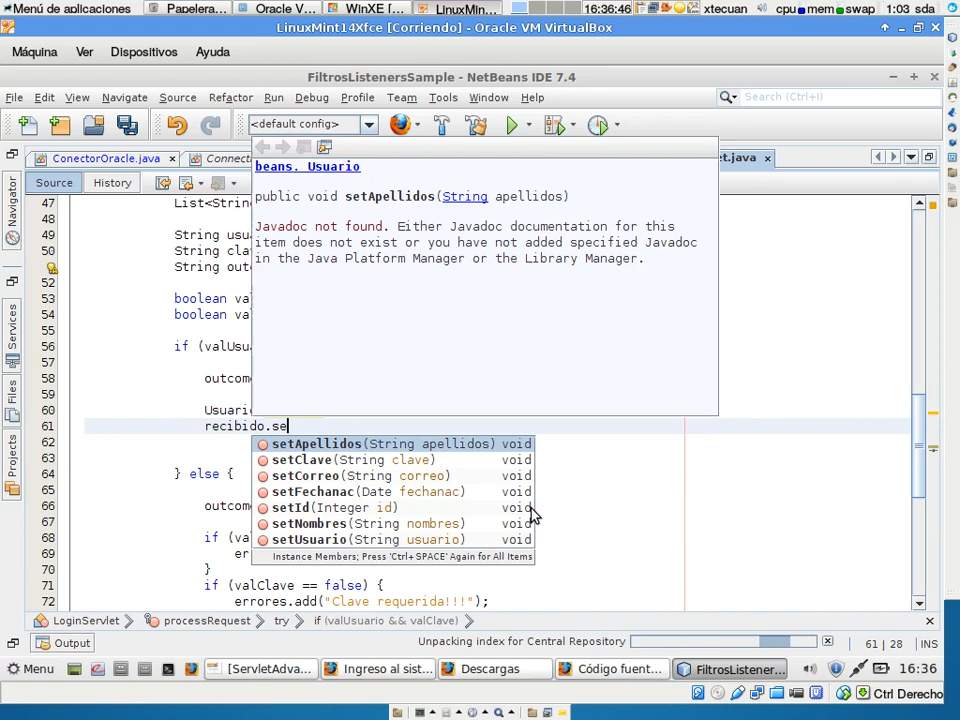 Menú de aplicaciones
Papelera...
Oracle V...
WinXE [...
LinuxMi...
16:36:46
xtecuan
cpu mem swap
1:03 sda
LinuxMint14Xfce [Corriendo] - Oracle VM VirtualBox
Máquina Ver Dispositivos Ayuda
FiltrosListenersSample - NetBeans IDE 7.4
File Edit View Navigate Source Refactor Run Debug Profile Team Tools Window Help
Search (Ctrl+I)
<default config>
ConectorOracle.java
Connect
et.java
beans. Usuario
Source History
public void setApellidos(String apellidos)
Javadoc not found. Either Javadoc documentation for this
item does not exist or you have not added specified Javadoc
in the Java Platform Manager or the Library Manager.
Navigator
Services
Files
Projects
47 List<Strin
48
49 String usu
50 String cla
String out
52
53 boolean va
54 boolean va
55
56 if (valUsu
57
58 outcom
59
60 Usuari
61 recibido.se
62
63
64 } else {
65
66 outcom
67
68 if (va
69 er
70 }
71 if (valClave == false) {
72 errores.add("Clave requerida!!!");
setApellidos(String apellidos) void
setClave(String clave) void
setCorreo(String correo) void
setFechanac(Date fechanac) void
setId(Integer id) void
setNombres(String nombres) void
setUsuario(String usuario) void
Instance Members; Press 'Ctrl+SPACE' Again for All Items
LoginServlet processRequest try if (valUsuario && valClave)
Output
Unpacking index for Central Repository
61 | 28 INS
Menu
[ServletAdva...
Ingreso al sist...
Descargas
Código fuent...
FiltrosListener...
16:36
Ctrl Derecho